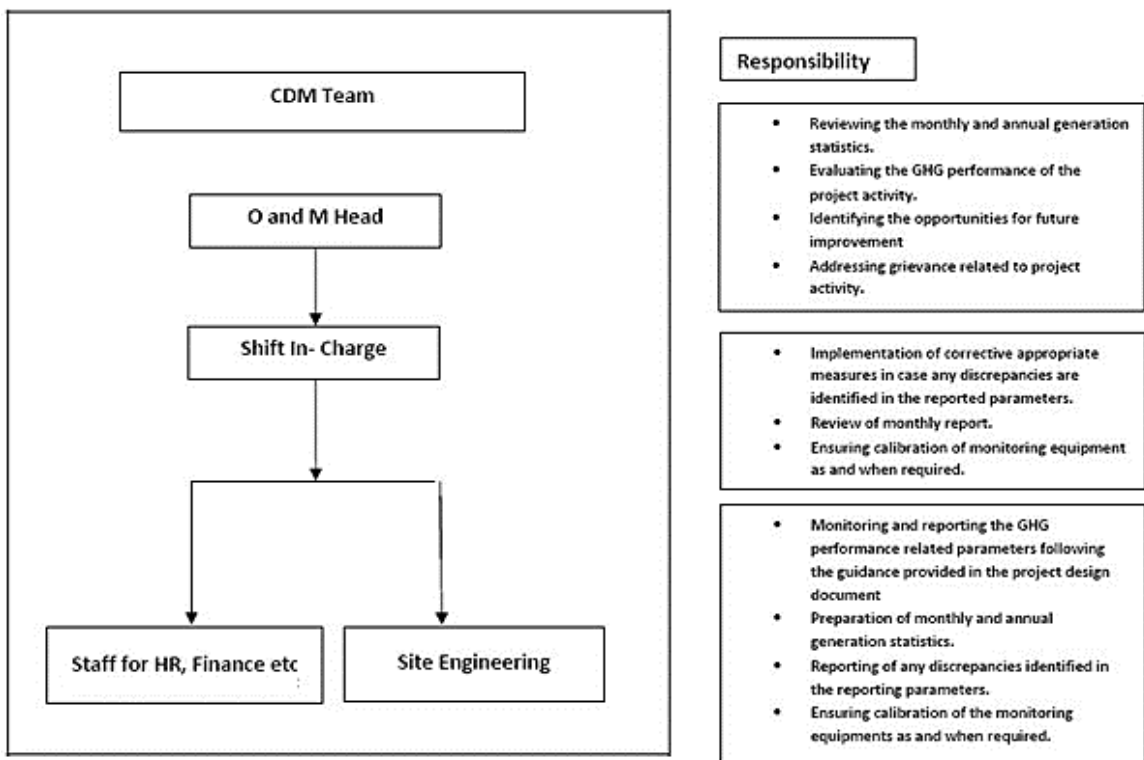 CDM Team
O and M Head
Shift In- Charge
Staff for HR, Finance etc
Site Engineering
Responsibility
• Reviewing the monthly and annual generation
statistics.
• Evaluating the GHG performance of the
project activity.
• Identifying the opportunities for future
improvement
• Addressing grievance related to project
activity.
• Implementation of corrective appropriate
measures in case any discrepancies are
identified in the reported parameters.
• Review of monthly report.
• Ensuring calibration of monitoring equipment
as and when required.
• Monitoring and reporting the GHG
performance related parameters following
the guidance provided in the project design
document
• Preparation of monthly and annual
generation statistics.
• Reporting of any discrepancies identified in
the reporting parameters.
• Ensuring calibration of the monitoring
equipments as and when required.